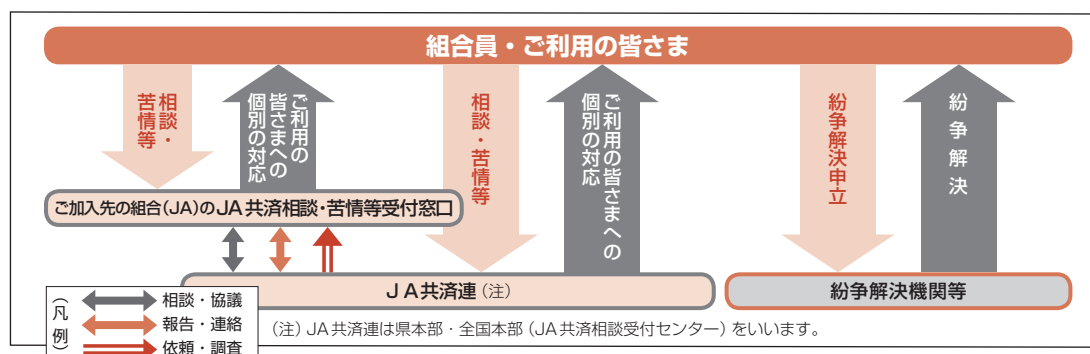 組合員・ご利用の皆さま
相談・
苦情等
ご利用の
皆さまへの
個別の対応
相談・苦情等
ご利用の皆さまへの
個別の対応
紛争解決申立
紛争解決
ご加入先の組合(JA)のJA共済相談・苦情等受付窓口
JA共済連(注)
紛争解決機関等
(凡例)
相談・協議
報告・連絡
依頼・調査
(注) JA共済連は県本部・全国本部(JA共済相談受付センター)をいいます。